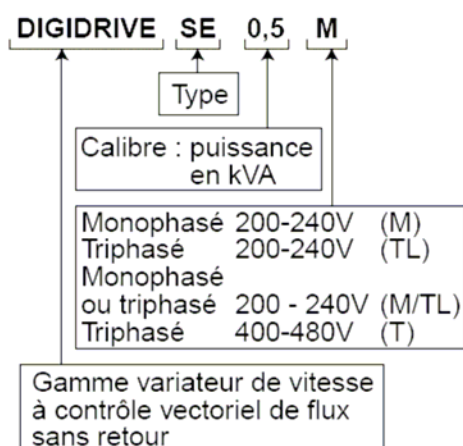 DIGIDRIVE SE 0,5 M
Type
Calibre : puissance
en kVA
Monophasé 200-240V (M)
Triphasé 200-240V (TL)
Monophasé
ou triphasé 200 - 240V (M/TL)
Triphasé 400-480V (T)
Gamme variateur de vitesse
à contrôle vectoriel de flux
sans retour